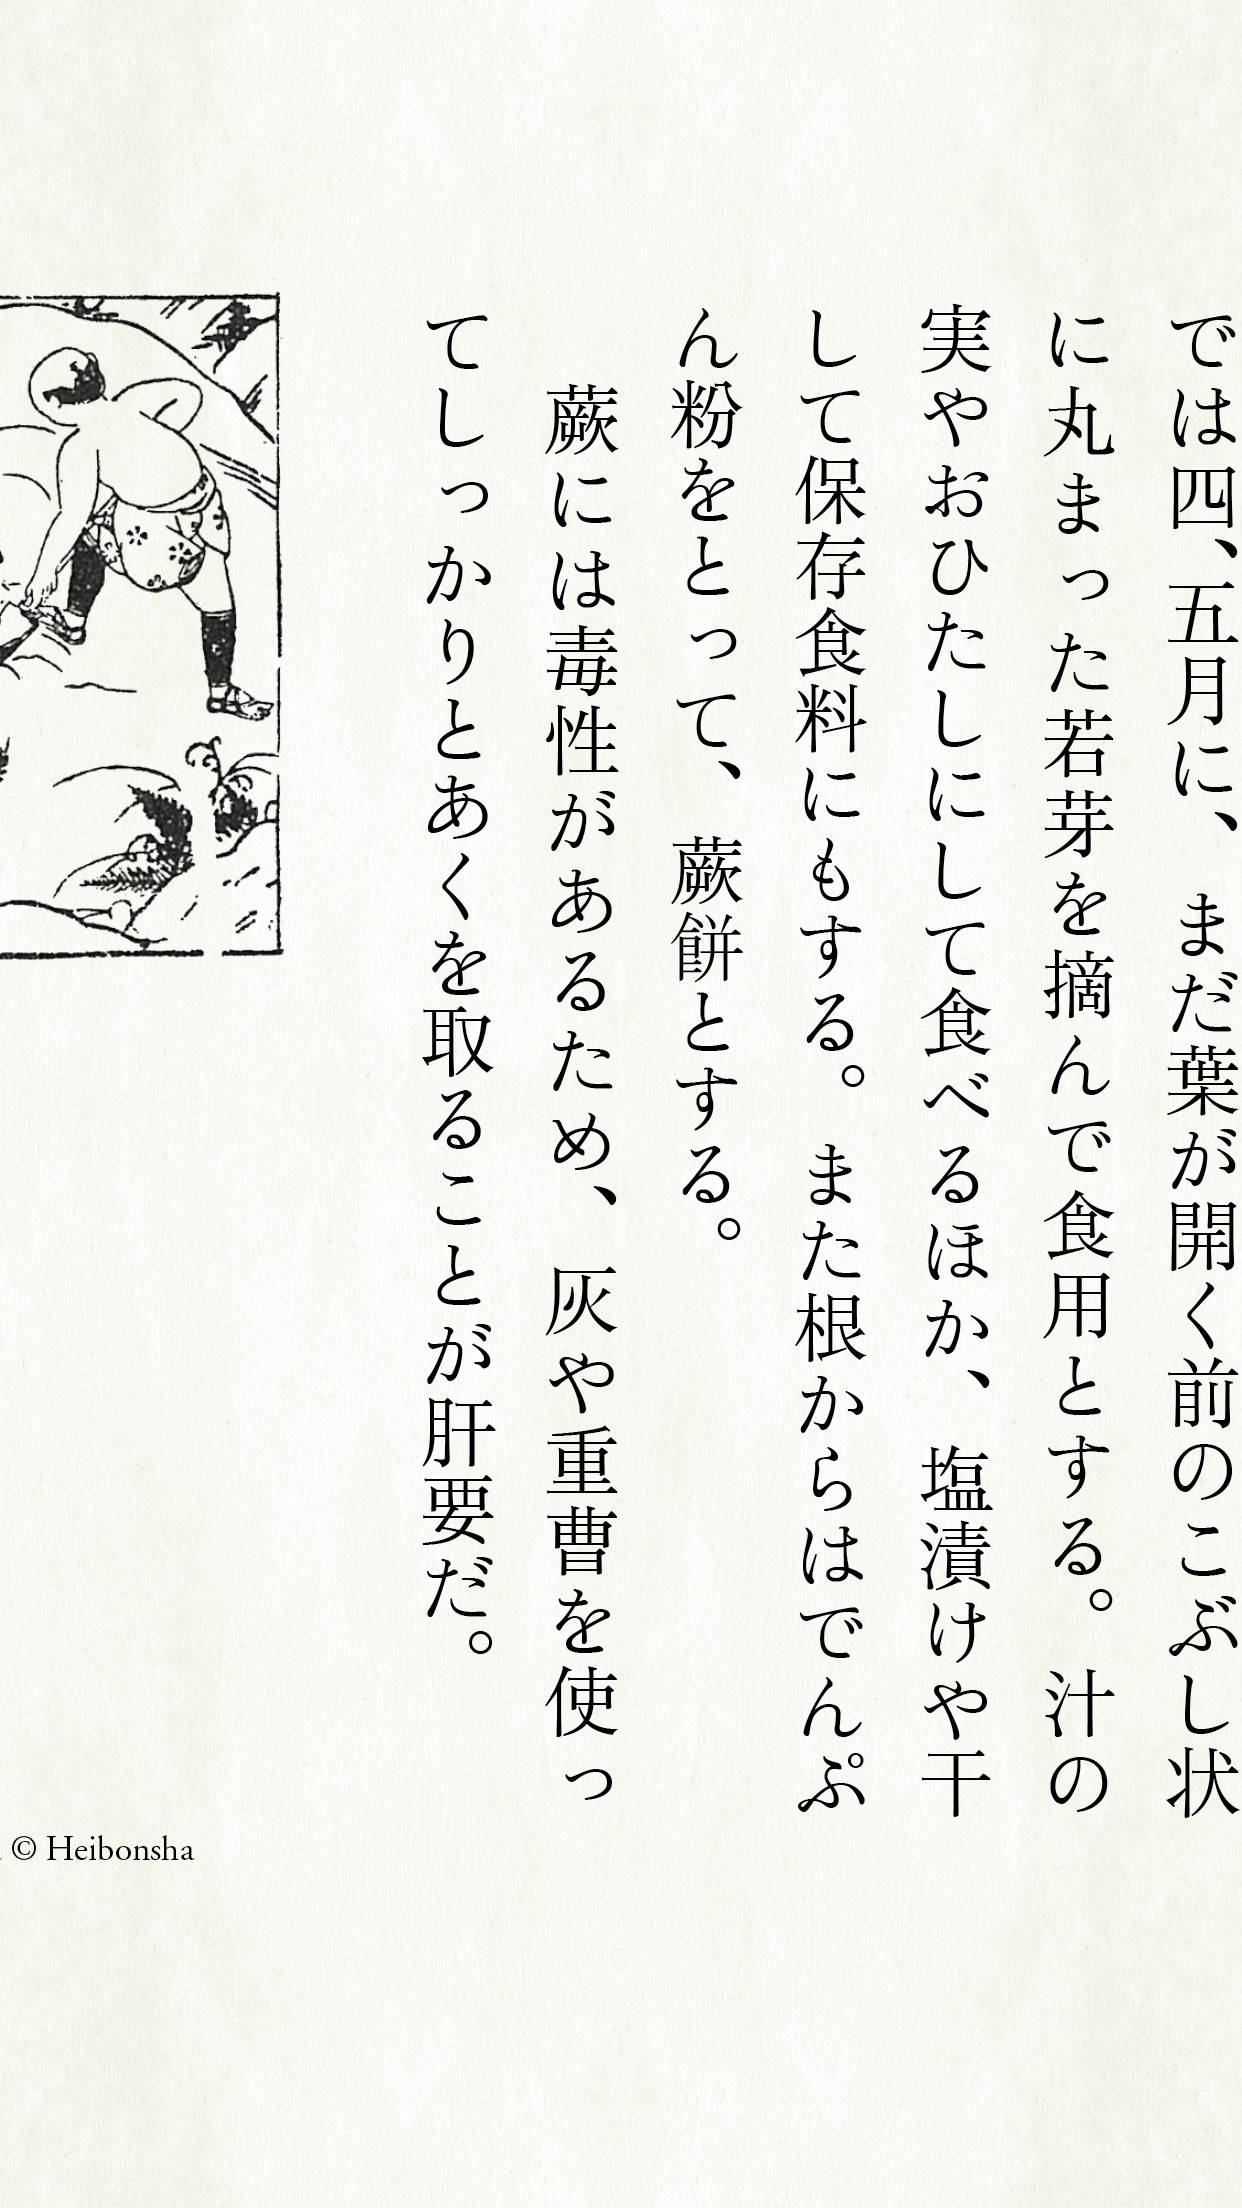 では四、五月に、まだ葉が開く前のこぶし状
に丸まった若芽を摘んで食用とする。汁の
実やおひたしにして食べるほか、塩漬けや干
して保存食料にもする。また根からはでんぷ
ん粉をとって、蕨餅とする。
蕨には毒性があるため、灰や重曹を使っ
てしっかりとあくを取ることが肝要だ。
© Heibonsha